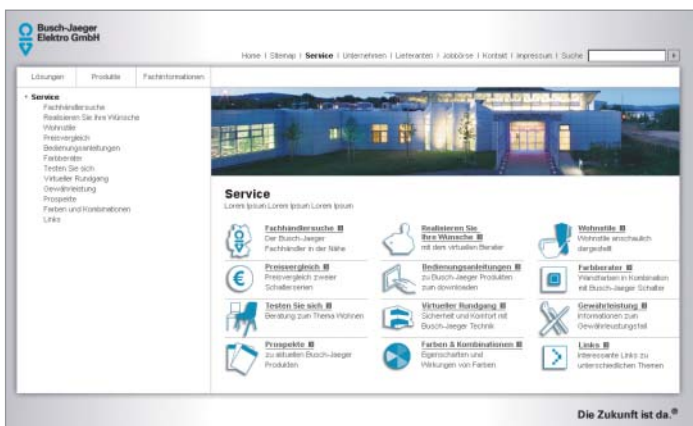 Busch-Jaeger
Elektro GmbH
Home | Sitemap | Service | Unternehmen | Lieferanten | Jobbörse | Kontakt | Impressum | Suche
Lösungen Produkte Fachinformationen
Service
Fachhändlersuche
Realisieren Sie ihre Wünsche
Wohnstile
Preisvergleich
Bedienungsanleitungen
Farbberater
Testen Sie sich
Virtueller Rundgang
Gewährleistung
Prospekte
Farben und Kombinationen
Links
Service
Lorem Ipsum Lorem Ipsum Lorem Ipsum
Fachhändlersuche
Der Busch-Jaeger
Fachhändler in der Nähe
Realisieren Sie
Ihre Wünsche
mit dem virtuellen Berater
Wohnstile
Wohnstile anschaulich
dargestellt
Preisvergleich
Preisvergleich zweier
Schalterserien
Bedienungsanleitungen
zu Busch-Jaeger Produkten
zum downloaden
Farbberater
Wandfarben in Kombination
mit Busch-Jaeger Schalter
Testen Sie sich
Beratung zum Thema Wohnen
Virtueller Rundgang
Sicherheit und Komfort mit
Busch-Jaeger Technik
Gewährleistung
Informationen zum
Gewährleistungsfall
Prospekte
zu aktuellen Busch-Jaeger
Produkten
Farben & Kombinationen
Eigenschaften und
Wirkungen von Farben
Links
Interessante Links zu
unterschiedlichen Themen
Die Zukunft ist da.®